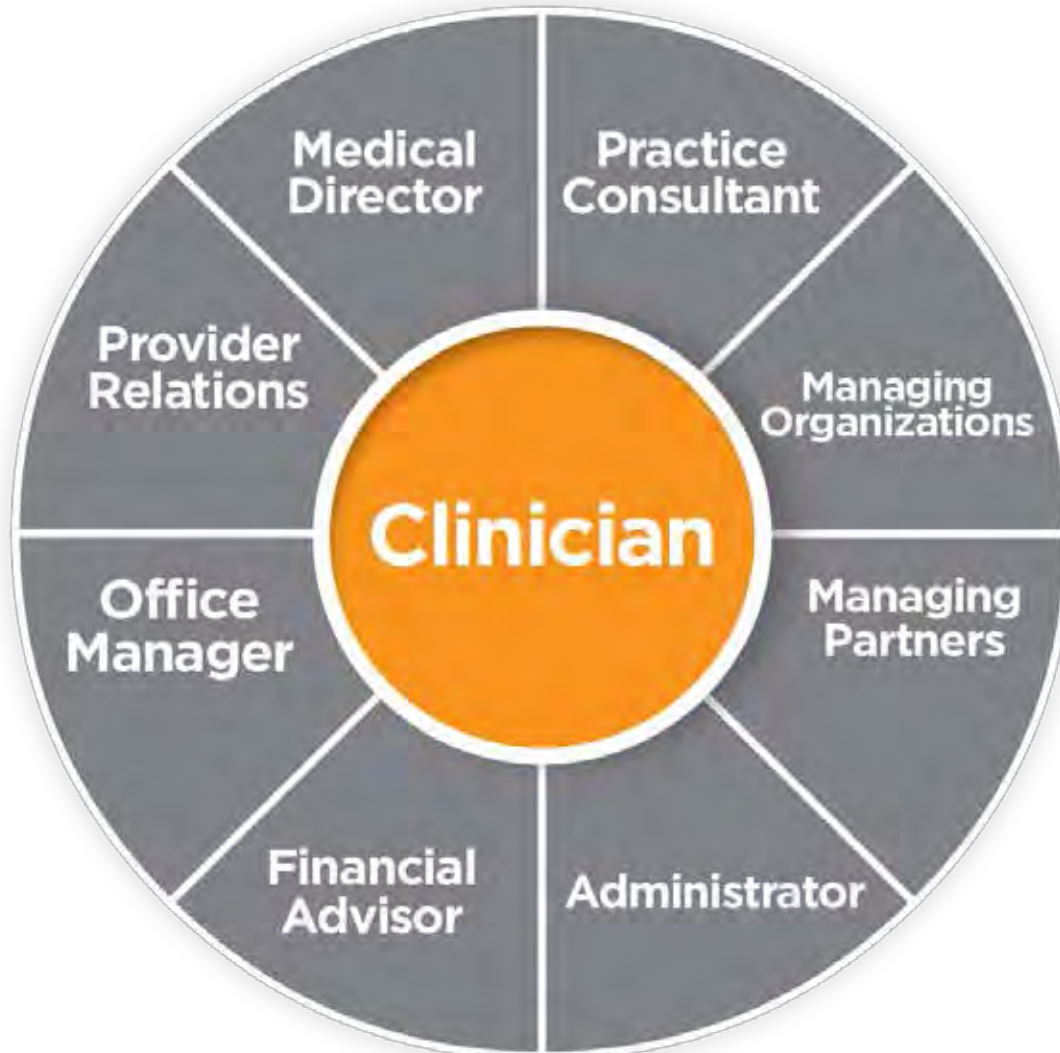 Medical
Director
Practice
Consultant
Provider
Relations
Managing
Organizations
Clinician
Office
Manager
Managing
Partners
Financial
Advisor
Administrator